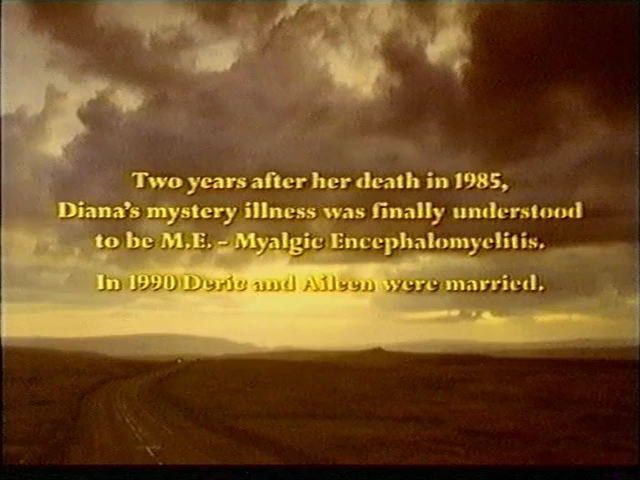 Two years after her death in 1985,
Diana's mystery illness was finally understood
to be M.E. - Myalgic Encephalomyelitis.
In 1990 Deric and Aileen were married.